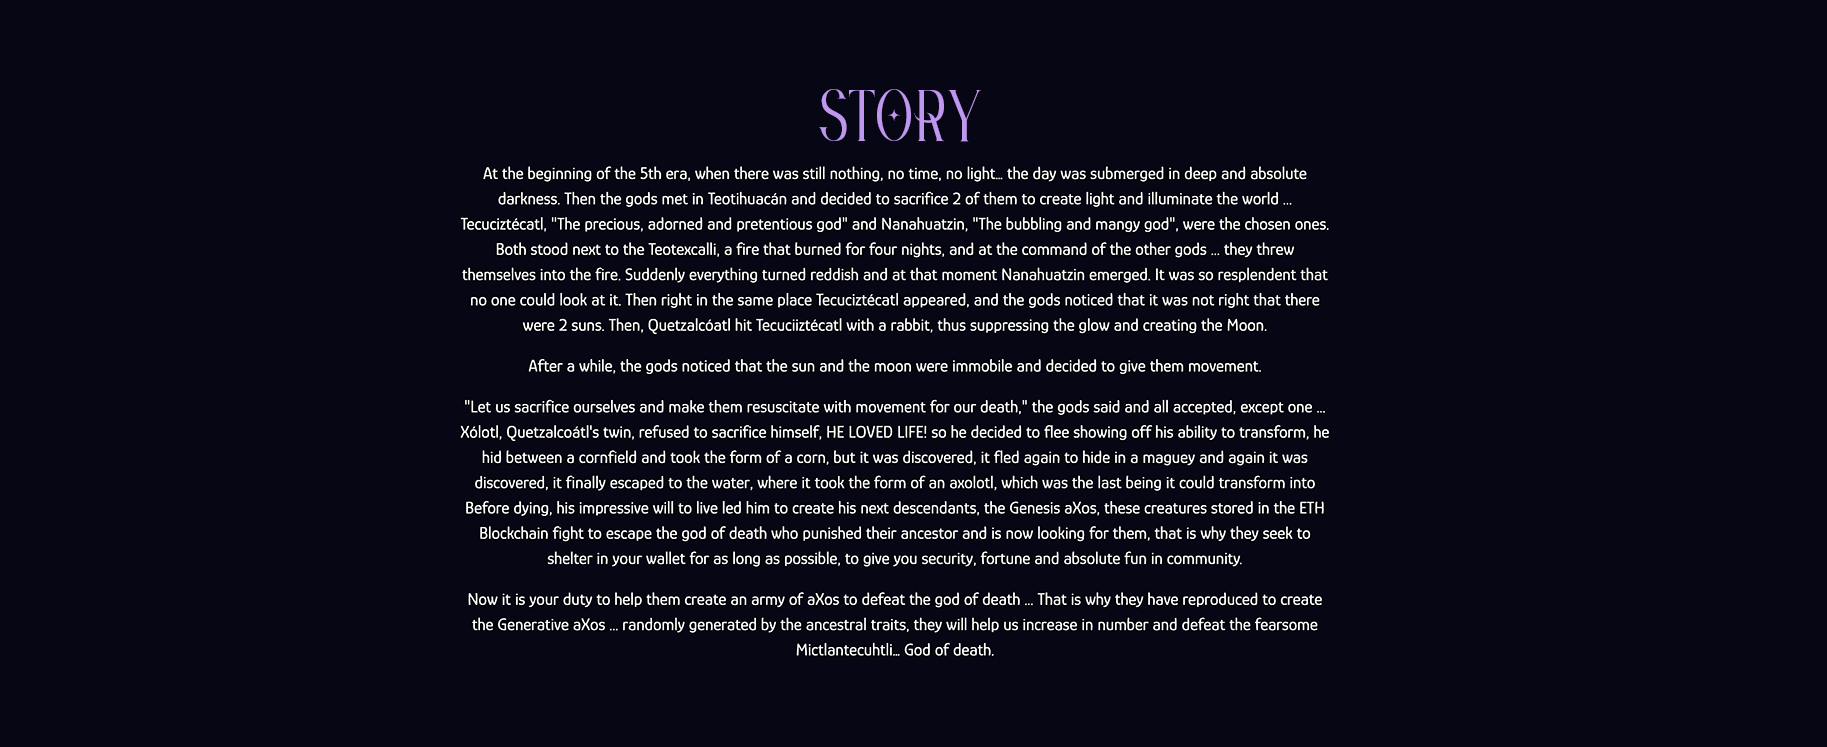 STORY
At the beginning of the 5th era, when there was still nothing, no time, no light... the day was submerged in deep and absolute
darkness. Then the gods met in Teotihuacán and decided to sacrifice 2 of them to create light and illuminate the world ...
Tecuciztécatl, "The precious, adorned and pretentious god" and Nanahuatzin, "The bubbling and mangy god", were the chosen ones.
Both stood next to the Teotexcalli, a fire that burned for four nights, and at the command of the other gods ... they threw
themselves into the fire. Suddenly everything turned reddish and at that moment Nanahuatzin emerged. It was so resplendent that
no one could look at it. Then right in the same place Tecuciztécatl appeared, and the gods noticed that it was not right that there
were 2 suns. Then, Quetzalcóatl hit Tecuciiztécatl with a rabbit, thus suppressing the glow and creating the Moon.
After a while, the gods noticed that the sun and the moon were immobile and decided to give them movement.
"Let us sacrifice ourselves and make them resuscitate with movement for our death," the gods said and all accepted, except one ...
Xólotl, Quetzalcoátl's twin, refused to sacrifice himself, HE LOVED LIFE! so he decided to flee showing off his ability to transform, he
hid between a cornfield and took the form of a corn, but it was discovered, it fled again to hide in a maguey and again it was
discovered, it finally escaped to the water, where it took the form of an axolotl, which was the last being it could transform into
Before dying, his impressive will to live led him to create his next descendants, the Genesis aXos, these creatures stored in the ETH
Blockchain fight to escape the god of death who punished their ancestor and is now looking for them, that is why they seek to
shelter in your wallet for as long as possible, to give you security, fortune and absolute fun in community.
Now it is your duty to help them create an army of aXos to defeat the god of death ... That is why they have reproduced to create
the Generative aXos ... randomly generated by the ancestral traits, they will help us increase in number and defeat the fearsome
Mictlantecuhtli... God of death.